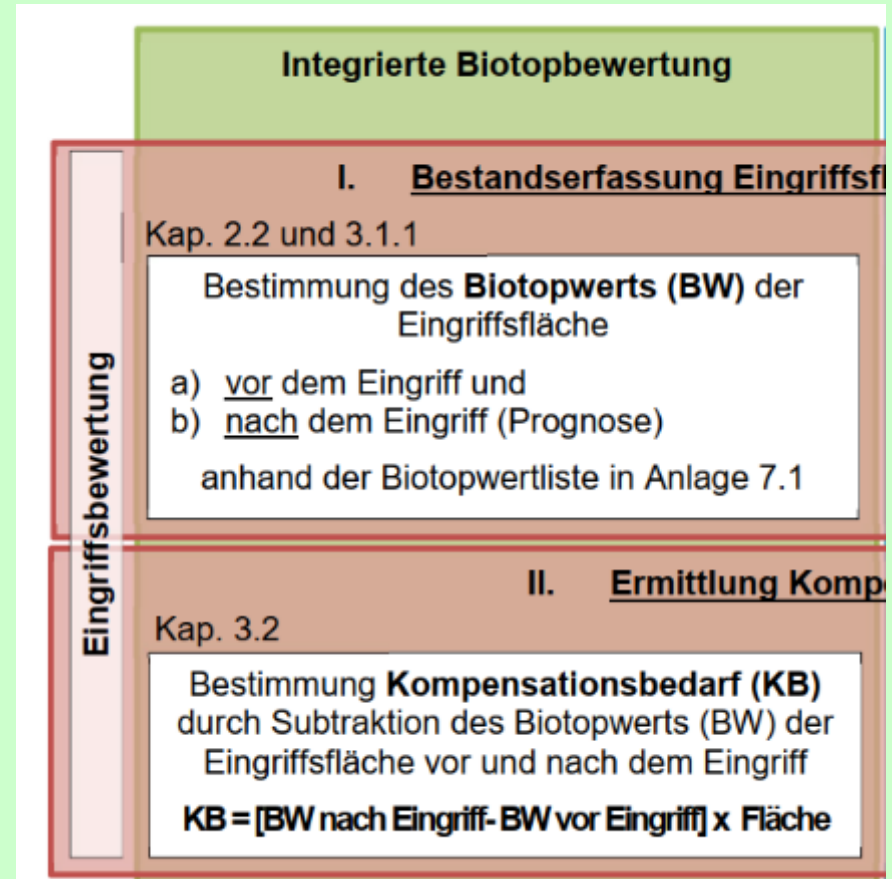 Integrierte Biotopbewertung
I. Bestandserfassung Eingriffsfl
Kap. 2.2 und 3.1.1
Bestimmung des Biotopwerts (BW) der
Eingriffsfläche
a) vor dem Eingriff und
b) nach dem Eingriff (Prognose)
anhand der Biotopwertliste in Anlage 7.1
Eingriffsbewertung
II. Ermittlung Kompe
Kap. 3.2
Bestimmung Kompensationsbedarf (KB)
durch Subtraktion des Biotopwerts (BW) der
Eingriffsfläche vor und nach dem Eingriff
KB = [BW nach Eingriff- BW vor Eingriff] x Fläche